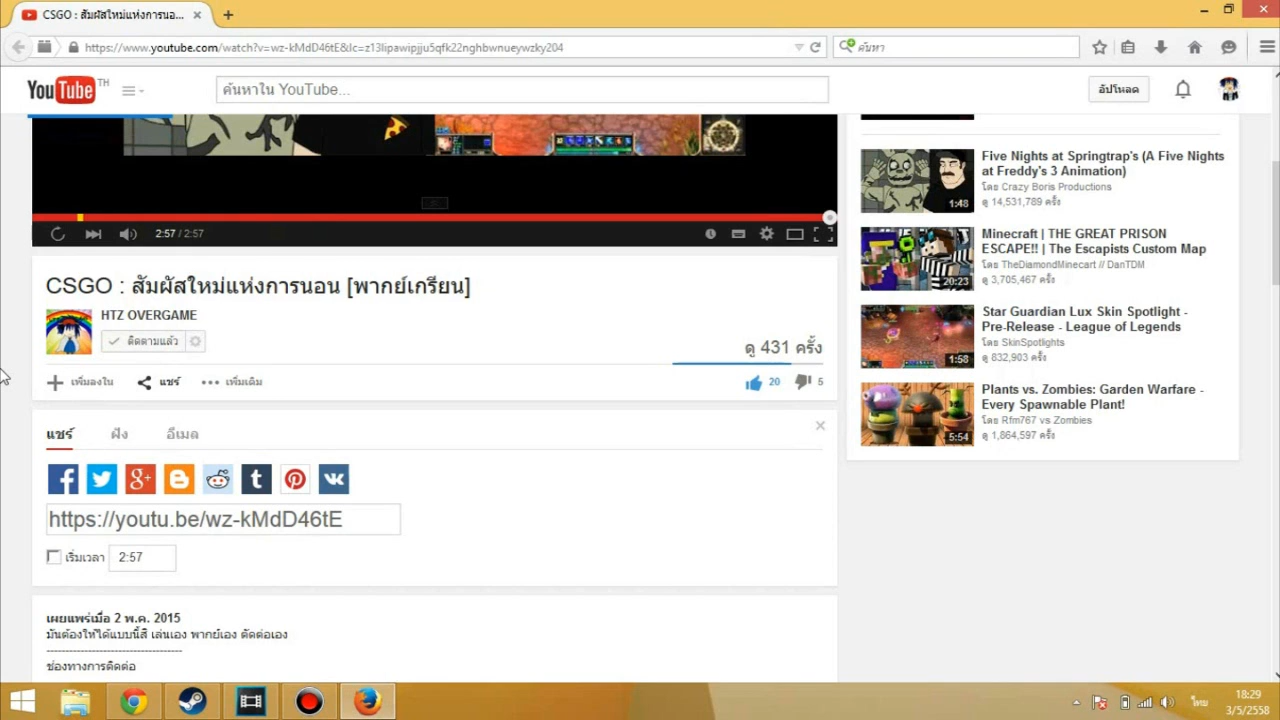 CSGO : สัมผัสใหม่แห่งการนอ...
https://www.youtube.com/watch?v=wz-kMdD46tE&lc=z13lipawipjju5qfk22nghbwnueywzky204
ค้นหา
YouTube TH
ค้นหาใน YouTube...
อัปโหลด
2:57 / 2:57
CSGO : สัมผัสใหม่แห่งการนอน [พากย์เกรียน]
HTZ OVERGAME
ติดตามแล้ว
ดู 431 ครั้ง
เพิ่มลงใน
แชร์
เพิ่มเติม
20
5
แชร์
ฝัง
อีเมล
https://youtu.be/wz-kMdD46tE
เริ่มเวลา 2:57
เผยแพร่เมื่อ 2 พ.ค. 2015
มันต้องให้ได้แบบนี้สิ เล่นเอง พากย์เอง ตัดต่อเอง
-----------------------------------
ช่องทางการติดต่อ
Five Nights at Springtrap's (A Five Nights
at Freddy's 3 Animation)
โดย Crazy Boris Productions
ดู 14,531,789 ครั้ง
1:48
Minecraft | THE GREAT PRISON
ESCAPE!! | The Escapists Custom Map
โดย TheDiamondMinecart // DanTDM
ดู 3,705,467 ครั้ง
20:23
Star Guardian Lux Skin Spotlight -
Pre-Release - League of Legends
โดย SkinSpotlights
ดู 832,903 ครั้ง
1:58
Plants vs. Zombies: Garden Warfare -
Every Spawnable Plant!
โดย Rfm767 vs Zombies
ดู 1,864,597 ครั้ง
5:54
ไทย
18:29
3/5/2558